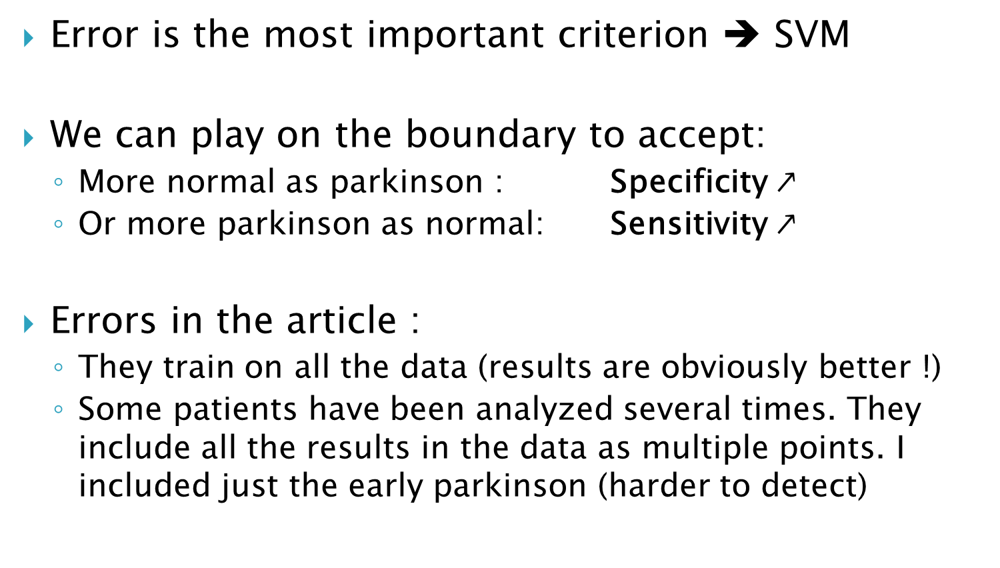 Error is the most important criterion ➔ SVM
We can play on the boundary to accept:
More normal as parkinson : Specificity ↗
Or more parkinson as normal: Sensitivity ↗
Errors in the article :
They train on all the data (results are obviously better !)
Some patients have been analyzed several times. They
include all the results in the data as multiple points. I
included just the early parkinson (harder to detect)